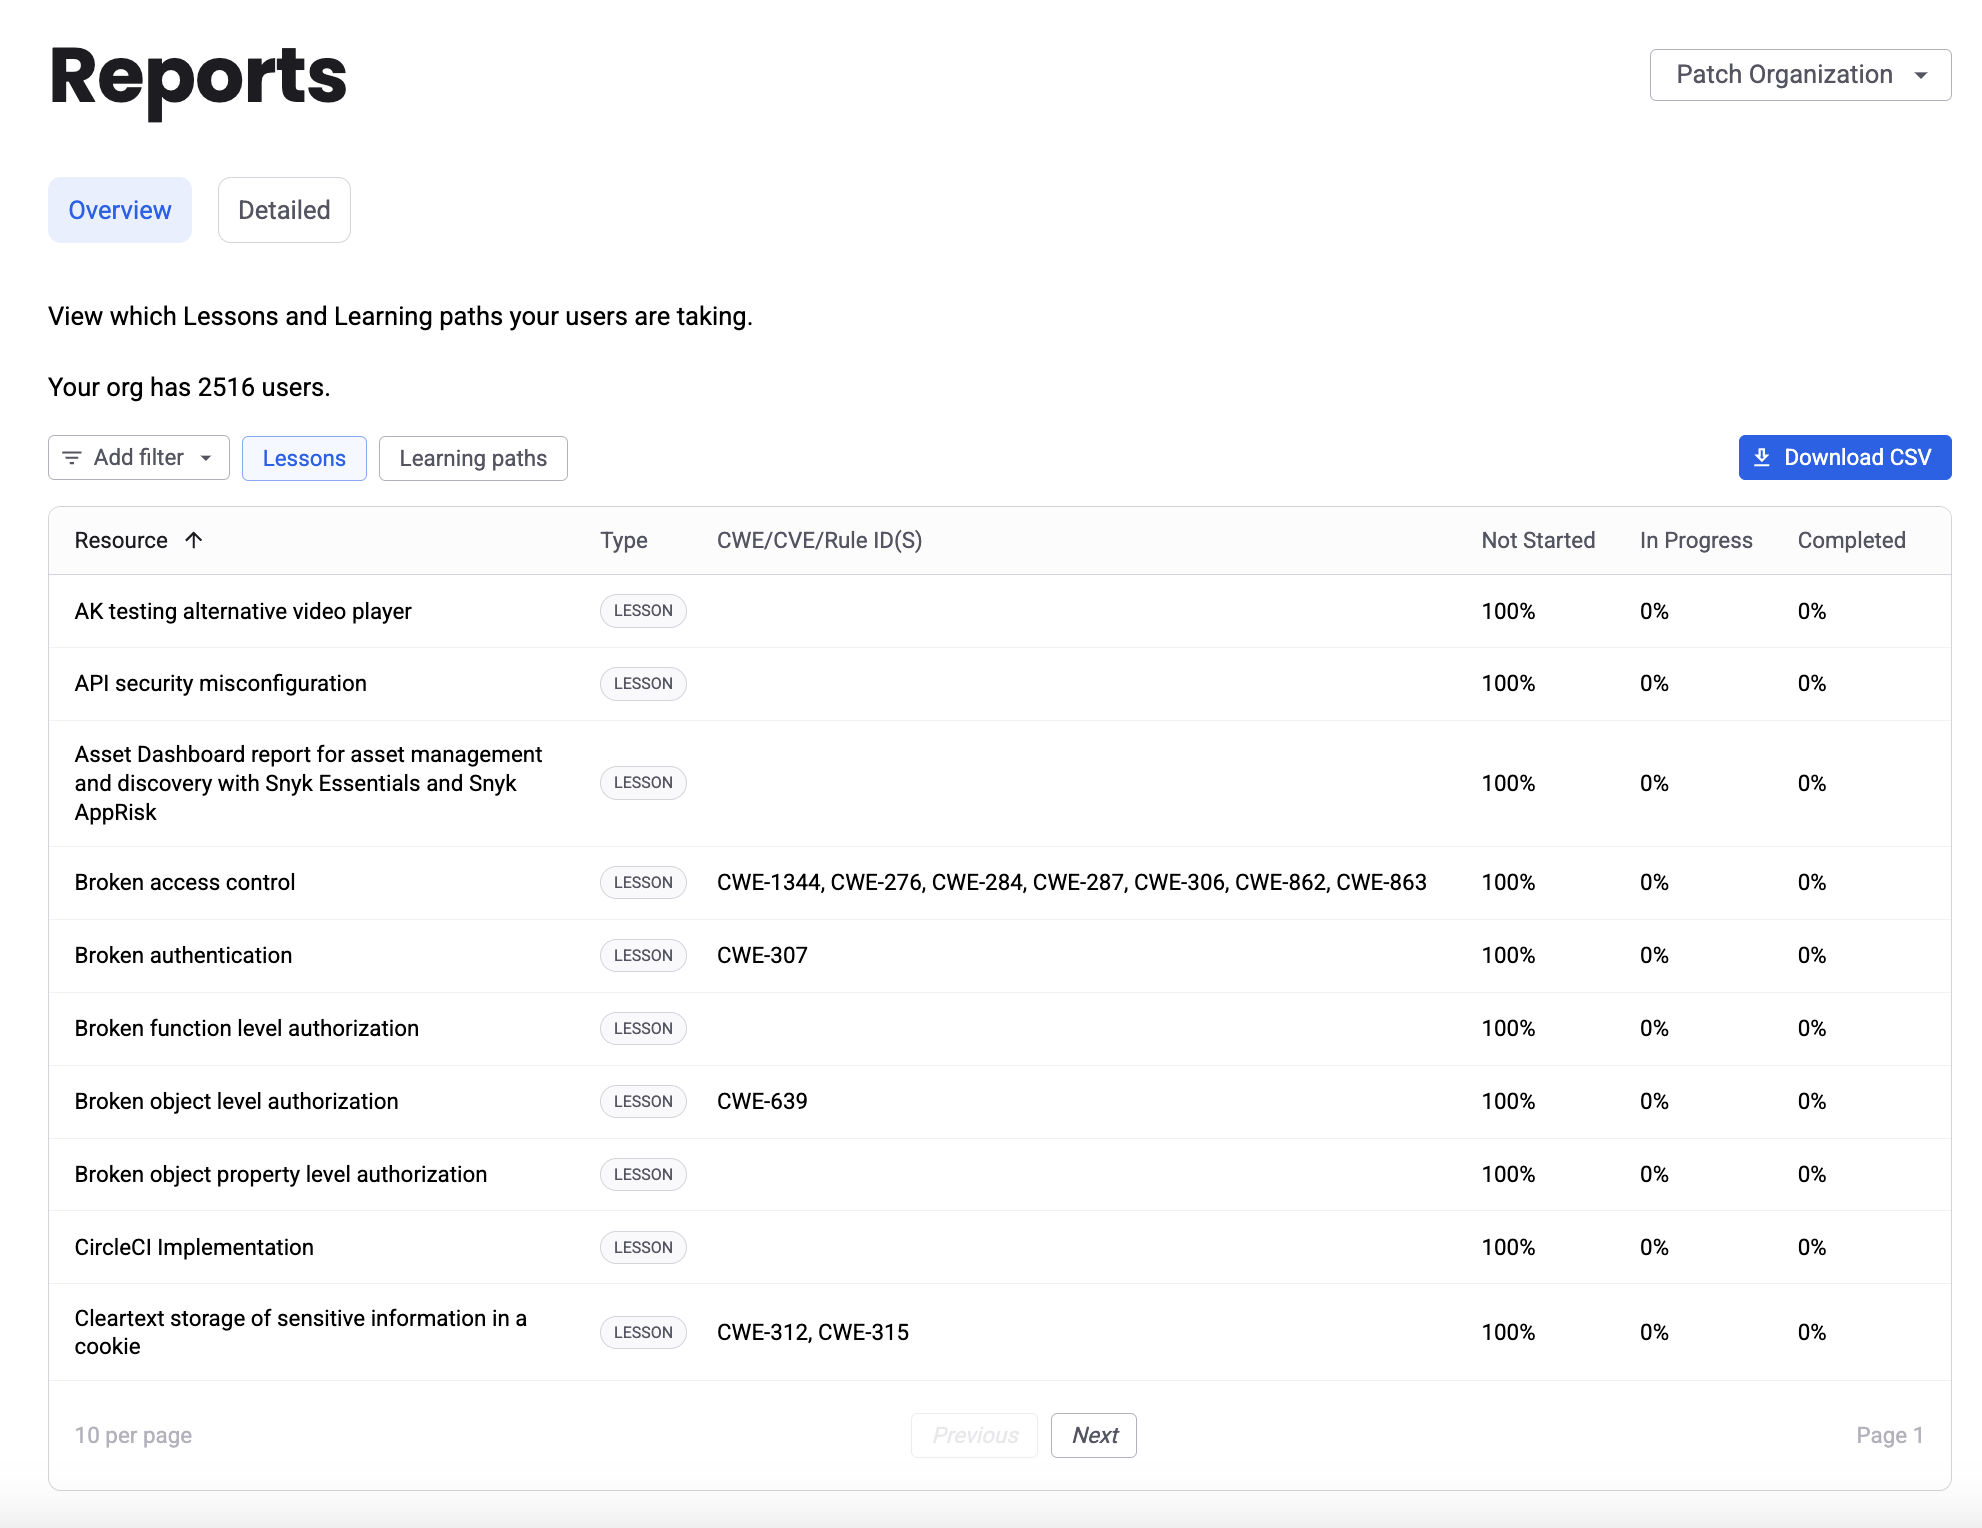 Reports
Patch Organization
Overview Detailed
View which Lessons and Learning paths your users are taking.
Your org has 2516 users.
Add filter Lessons Learning paths Download CSV
Resource Type CWE/CVE/Rule ID(S) Not Started In Progress Completed
AK testing alternative video player LESSON 100% 0% 0%
API security misconfiguration LESSON 100% 0% 0%
Asset Dashboard report for asset management
and discovery with Snyk Essentials and Snyk
AppRisk
LESSON 100% 0% 0%
Broken access control LESSON CWE-1344, CWE-276, CWE-284, CWE-287, CWE-306, CWE-862, CWE-863 100% 0% 0%
Broken authentication LESSON CWE-307 100% 0% 0%
Broken function level authorization LESSON 100% 0% 0%
Broken object level authorization LESSON CWE-639 100% 0% 0%
Broken object property level authorization LESSON 100% 0% 0%
CircleCI Implementation LESSON 100% 0% 0%
Cleartext storage of sensitive information in a
cookie
LESSON CWE-312, CWE-315 100% 0% 0%
10 per page Previous Next Page 1